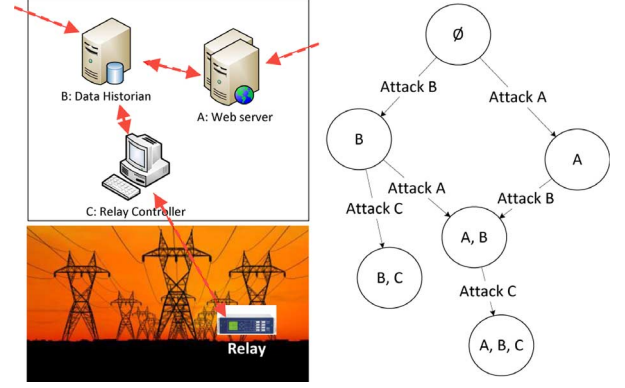 B: Data Historian
A: Web server
C: Relay Controller
Relay
Ø
Attack B
Attack A
B
A
Attack A
Attack B
Attack C
A, B
B, C
Attack C
A, B, C